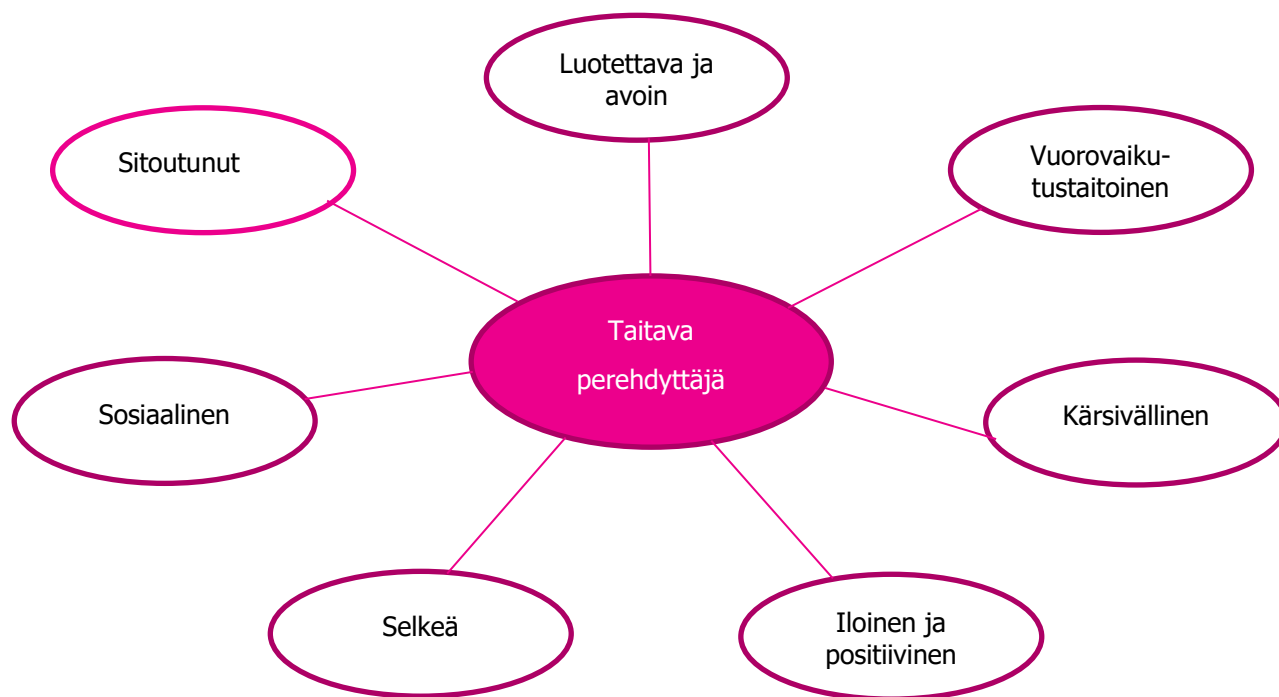 Luotettava ja
avoin
Sitoutunut
Vuorovaiku-
tustaitoinen
Taitava
perehdyttäjä
Sosiaalinen
Kärsivällinen
Selkeä
Iloinen ja
positiivinen